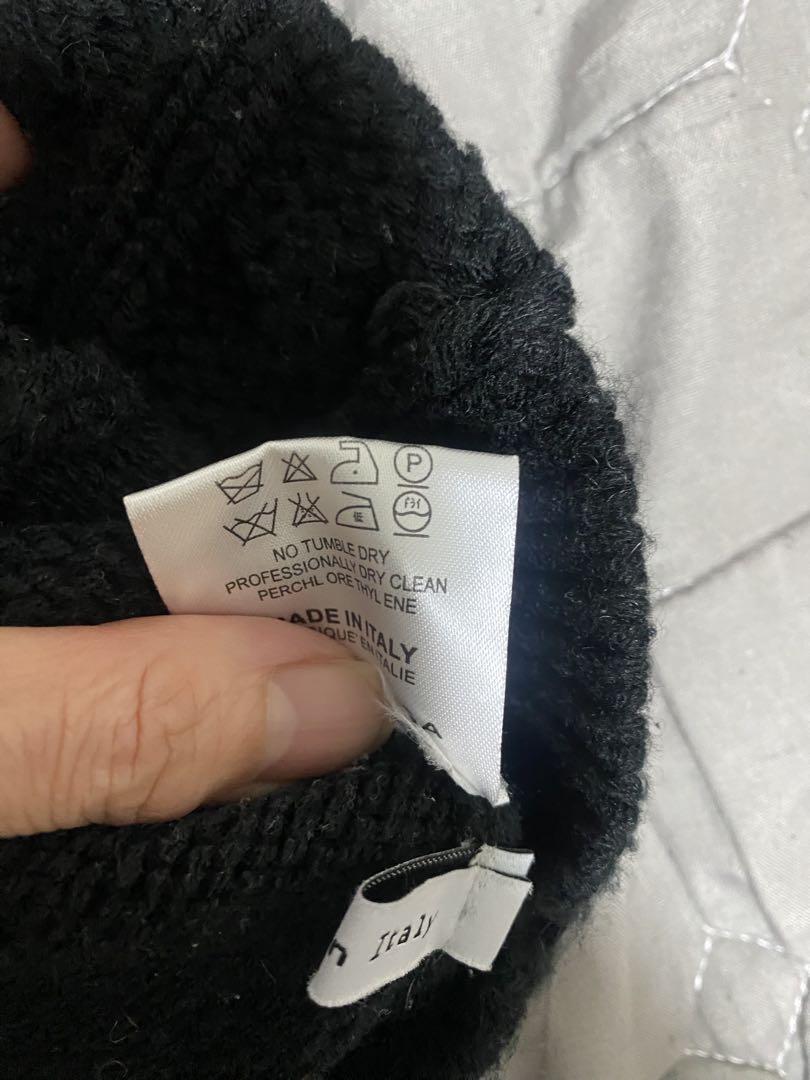 P
NO TUMBLE DRY
PROFESSIONALLY DRY CLEAN
PERCHL ORE THYL ENE
MADE IN ITALY
Italy